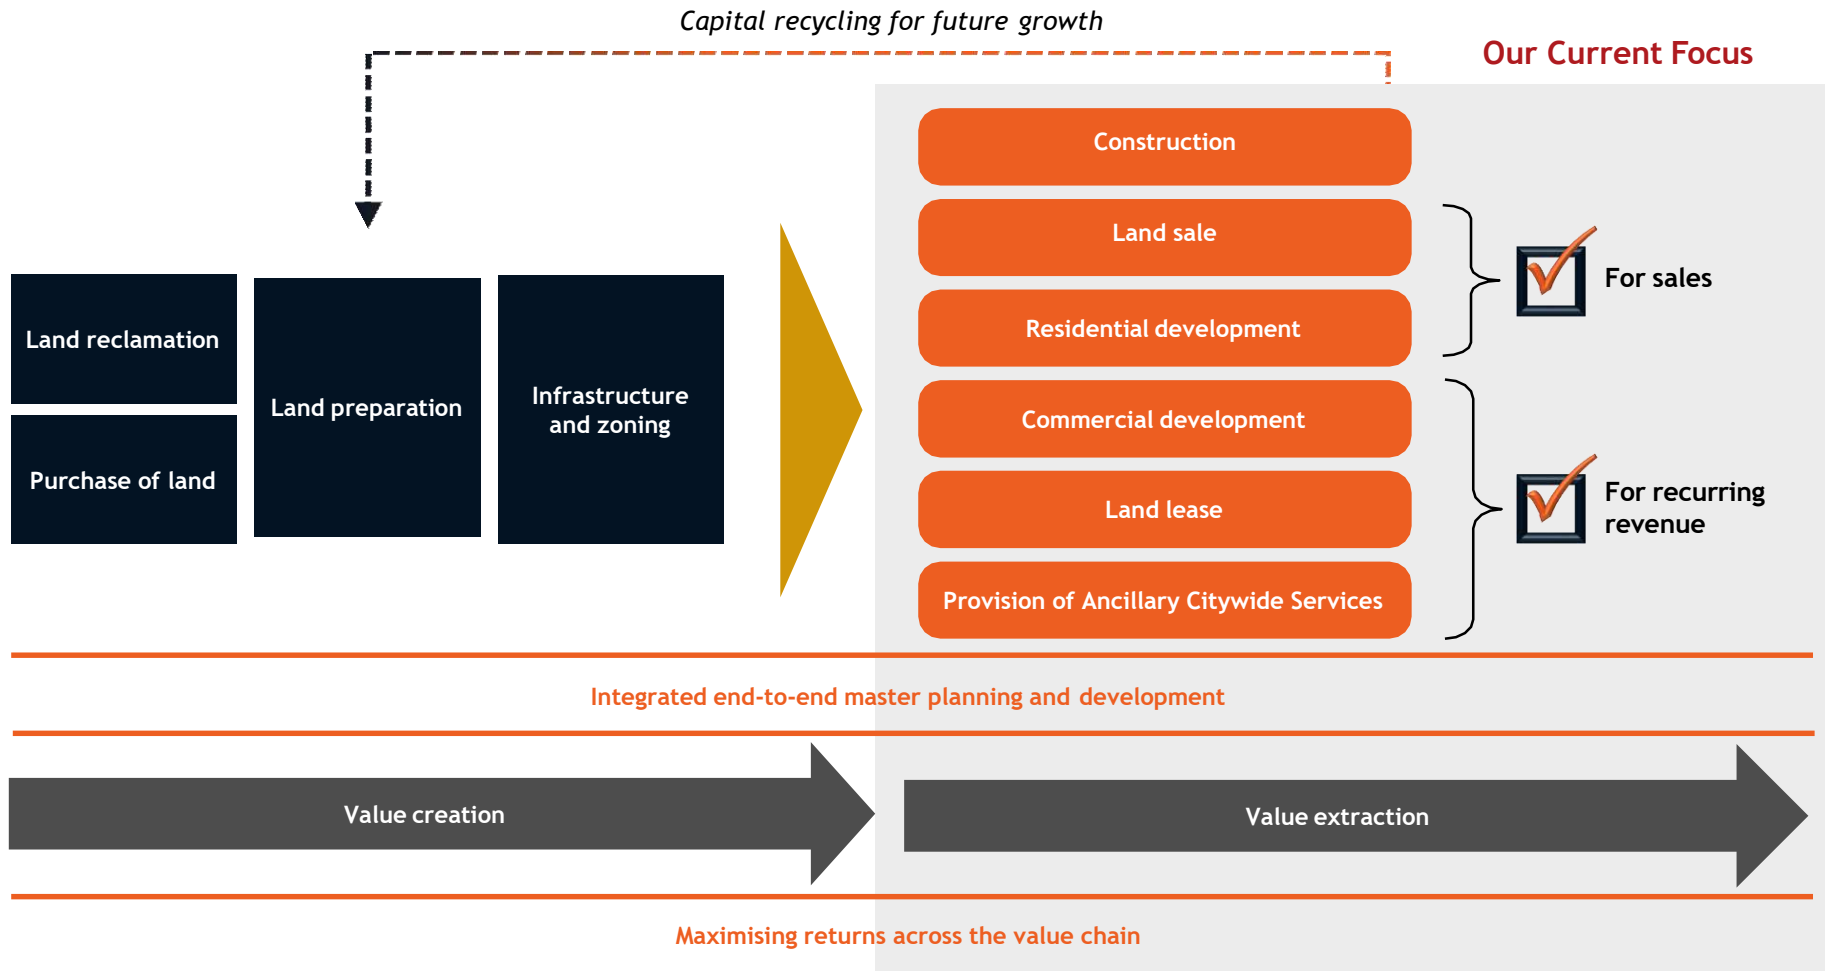 Capital recycling for future growth
Our Current Focus
Land reclamation
Purchase of land
Land preparation
Infrastructure
and zoning
Construction
Land sale
Residential development
Commercial development
Land lease
Provision of Ancillary Citywide Services
For sales
For recurring
revenue
Integrated end-to-end master planning and development
Value creation
Value extraction
Maximising returns across the value chain